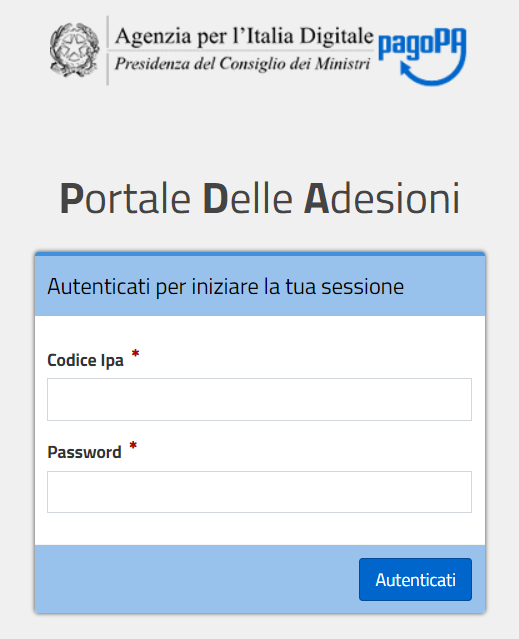 Agenzia per l'Italia Digitale
Presidenza del Consiglio dei Ministri
pagoPA
Portale Delle Adesioni
Autenticati per iniziare la tua sessione
Codice Ipa *
Password *
Autenticati